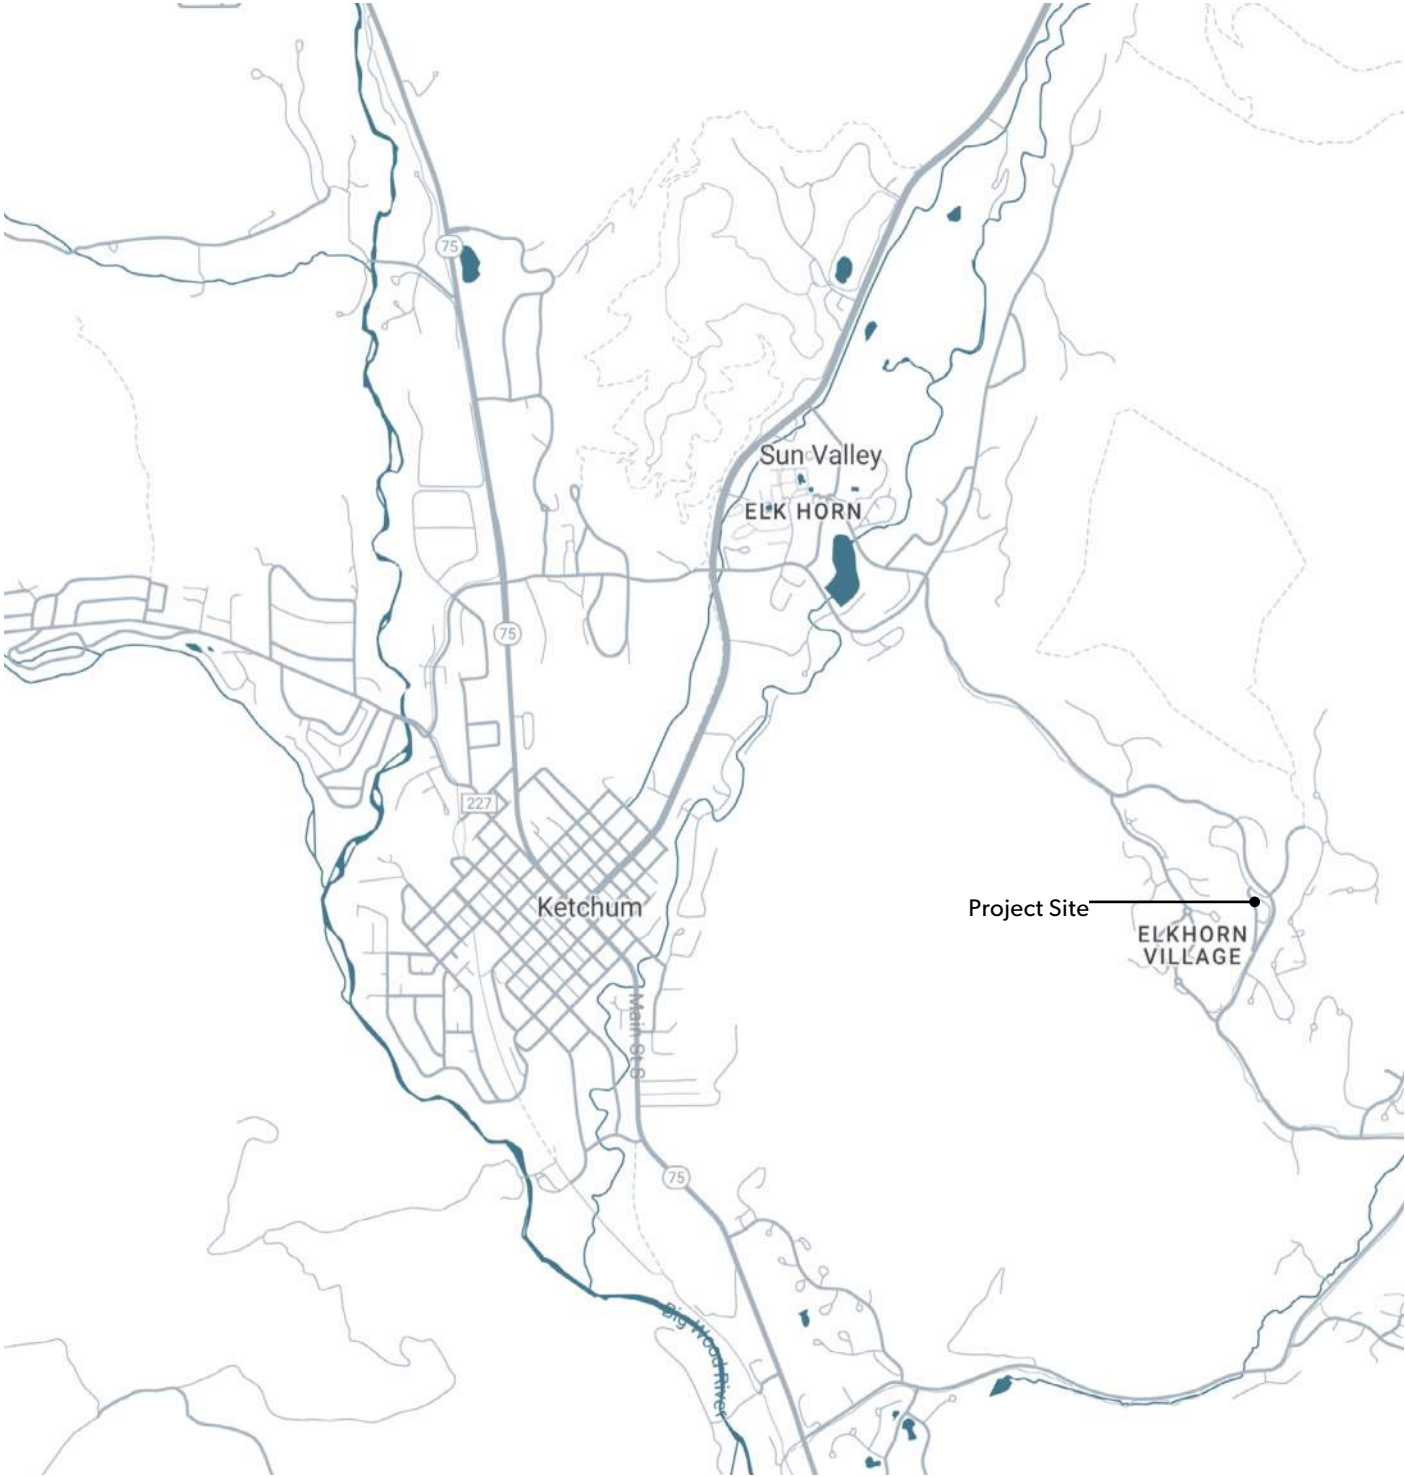 75
Sun Valley
ELK HORN
75
227
Ketchum
Project Site
ELKHORN
VILLAGE
Main St S
75
Big Wood River